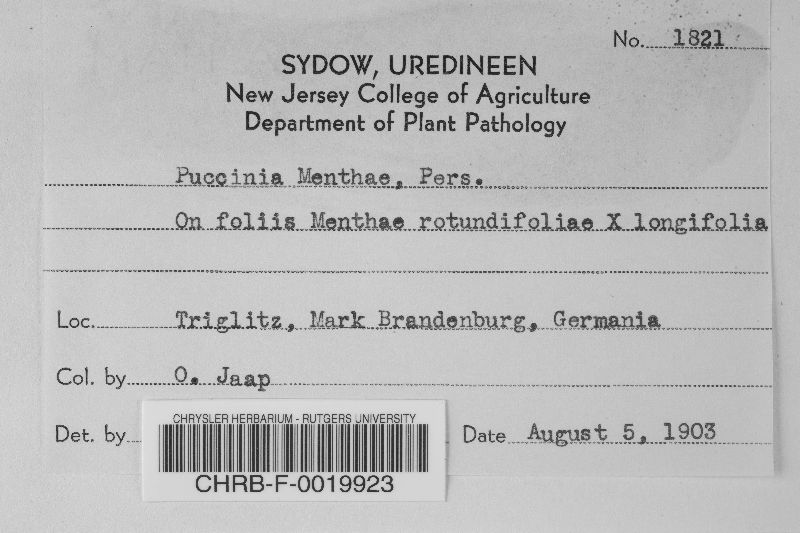 No. 1821
SYDOW, UREDINEEN
New Jersey College of Agriculture
Department of Plant Pathology
Puccinia Menthae, Pers.
On foliis Menthae rotundifoliae X longifolia
Loc. Triglitz, Mark Brandenburg, Germania
Col. by O. Jaap
Det. by Date August 5, 1903
CHRYSLER HERBARIUM - RUTGERS UNIVERSITY
CHRB-F-0019923